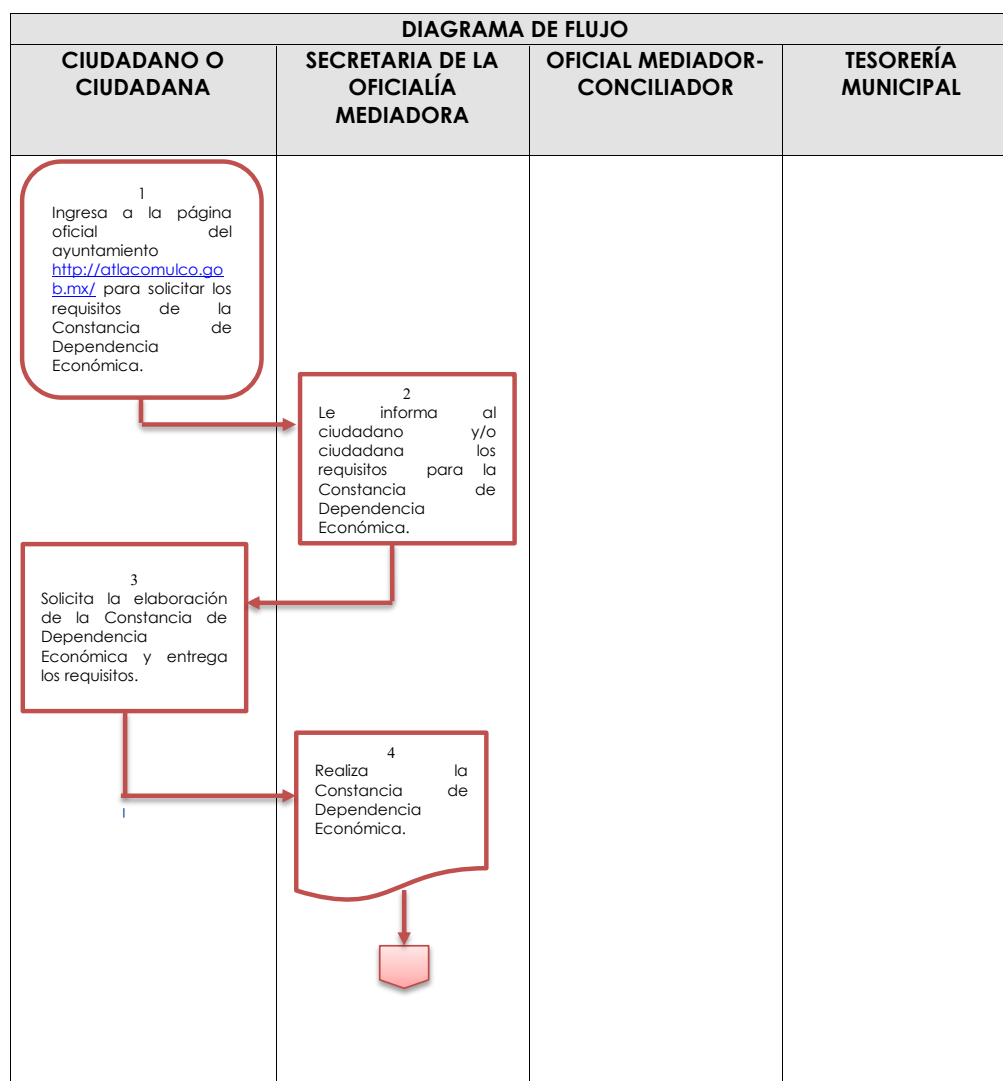 DIAGRAMA DE FLUJO
CIUDADANO O
CIUDADANA
SECRETARIA DE LA
OFICIALÍA
MEDIADORA
OFICIAL MEDIADOR-
CONCILIADOR
TESORERÍA
MUNICIPAL
1
Ingresa a la página
oficial del
ayuntamiento
http://atlacomulco.go
b.mx/ para solicitar los
requisitos de la
Constancia de
Dependencia
Económica.
2
Le informa al
ciudadano y/o
ciudadana los
requisitos para la
Constancia de
Dependencia
Económica.
3
Solicita la elaboración
de la Constancia de
Dependencia
Económica y entrega
los requisitos.
4
Realiza la
Constancia de
Dependencia
Económica.